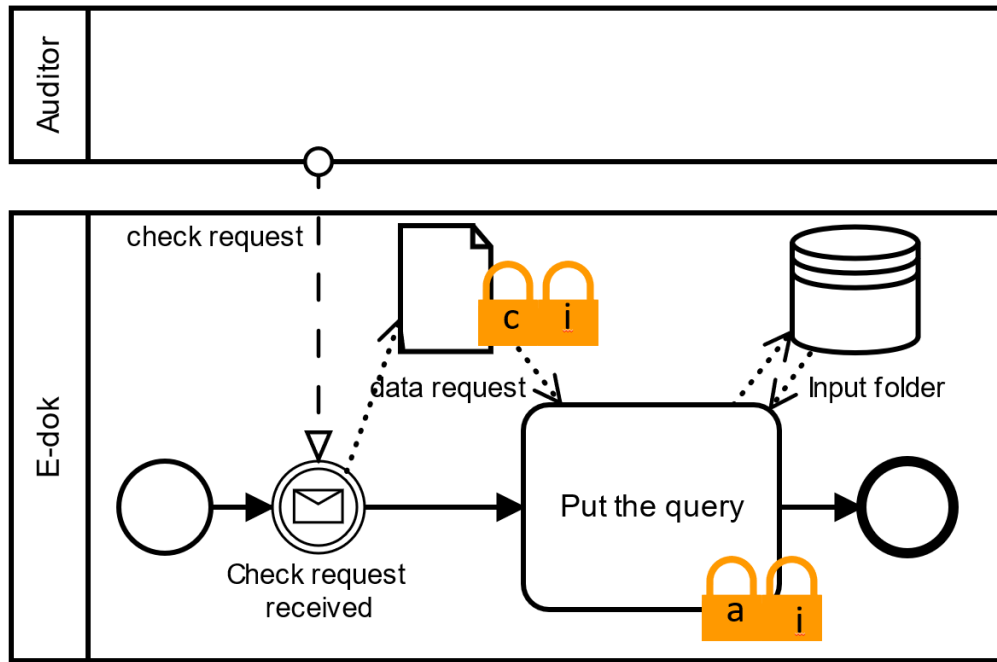 Auditor
check request
c
i
data request
Input folder
E-dok
Put the query
Check request
received
a
i